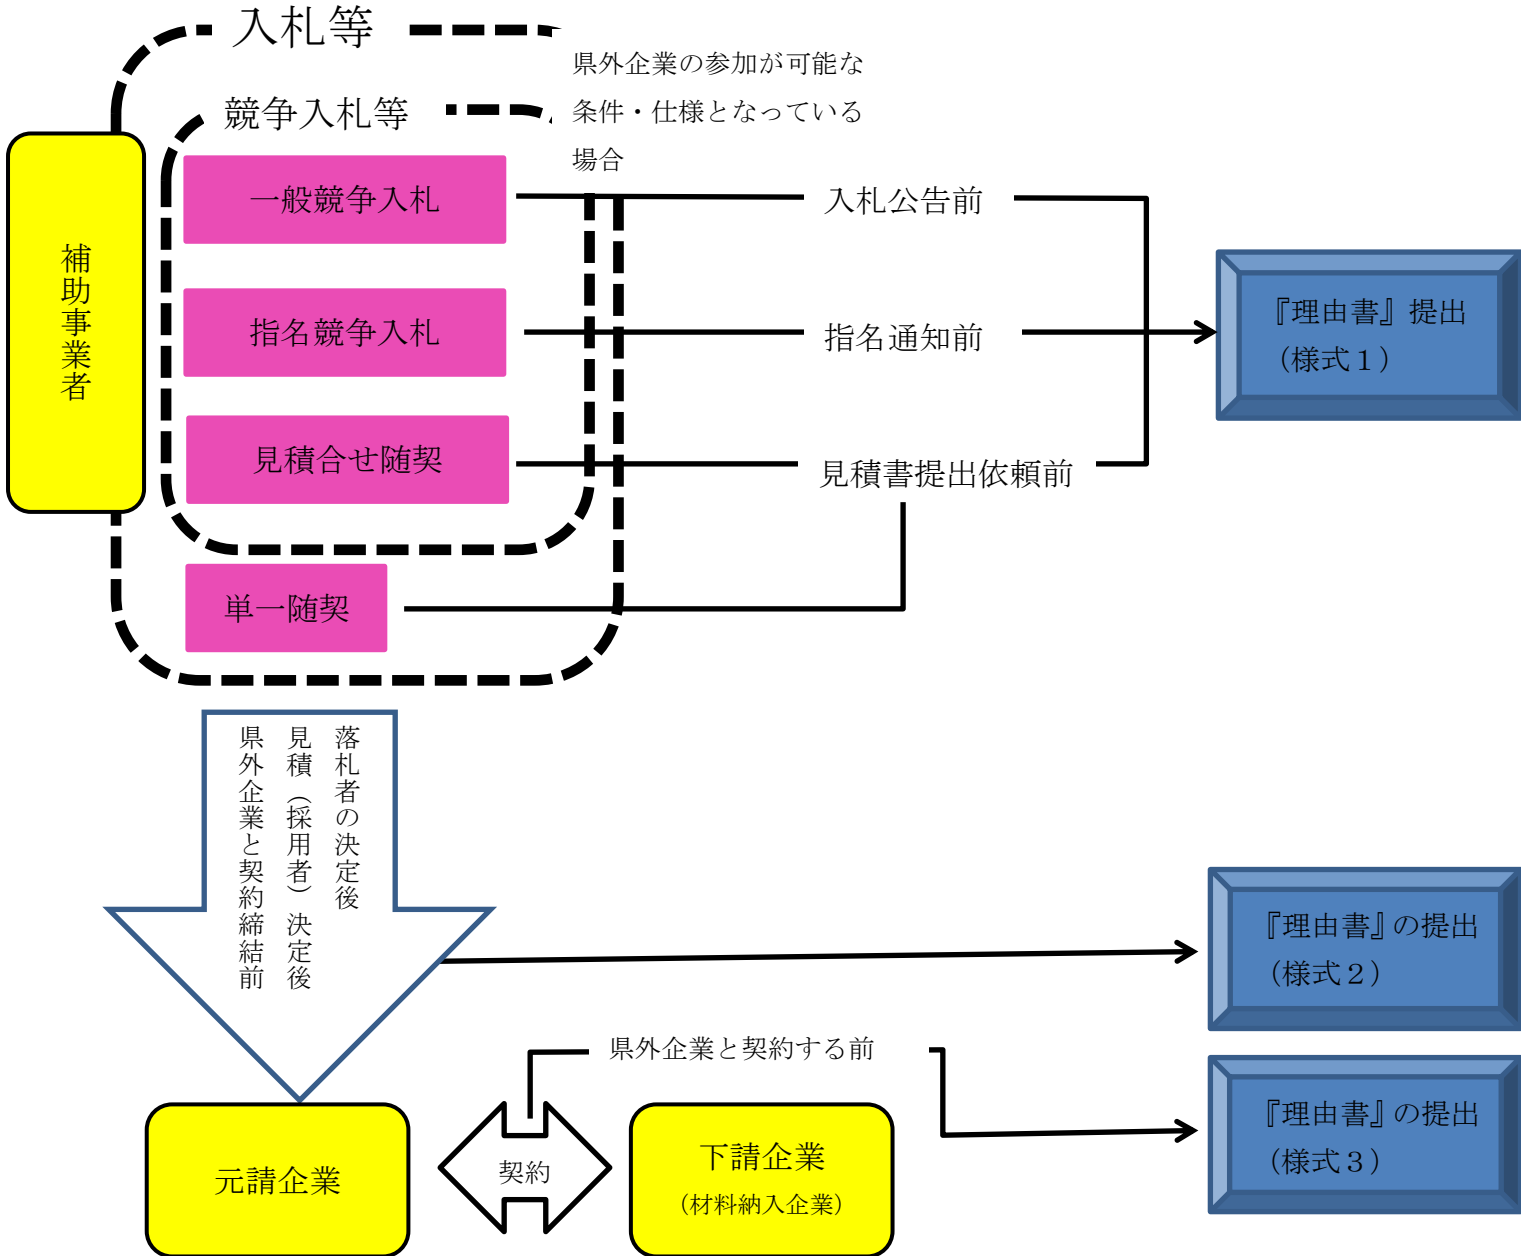 入札等
県外企業の参加が可能な
条件・仕様となっている
場合
競争入札等
補助事業者
一般競争入札
入札公告前
指名競争入札
指名通知前
見積合せ随契
見積書提出依頼前
単一随契
『理由書』提出
（様式１）
落札者の決定後
見積（採用者）決定後
県外企業と契約締結前
『理由書』の提出
（様式２）
県外企業と契約する前
『理由書』の提出
（様式３）
元請企業
契約
下請企業
（材料納入企業）